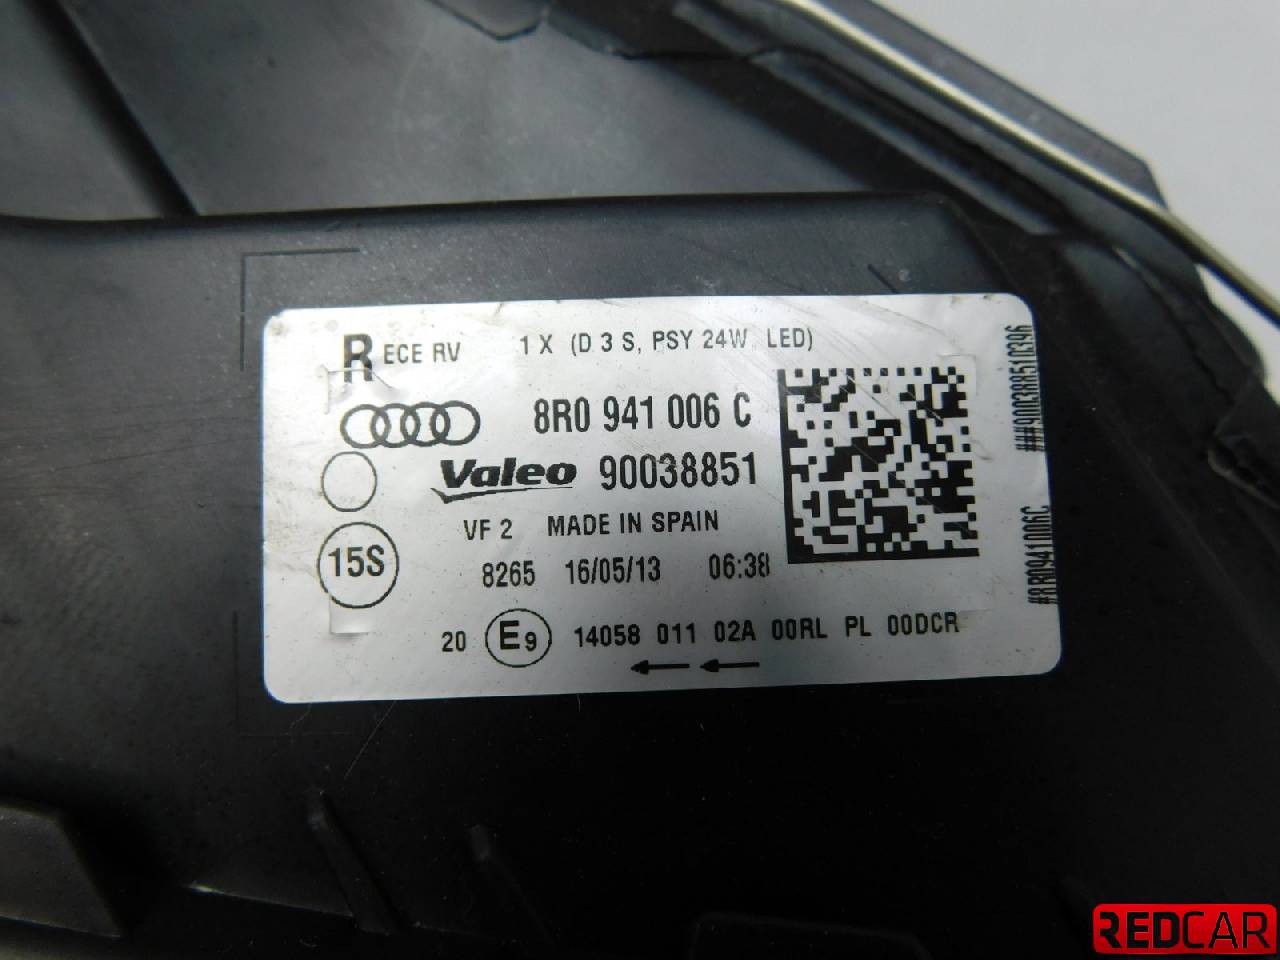 R ECE RV 1 X (D 3 S, PSY 24W, LED)
8R0 941 006 C
Valeo 90038851
VF 2 MADE IN SPAIN
15S
8265 16/05/13 06:38
20 E9 14058 011 02A 00RL PL 00DCR
###900388510396
#8R0941006C
REDCAR